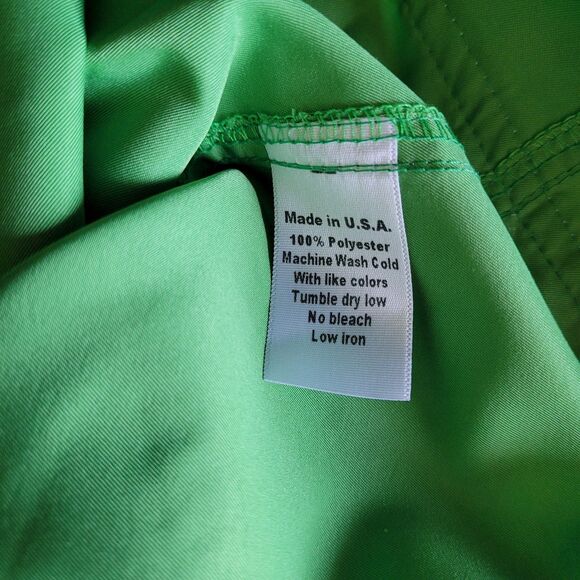 Made in U.S.A.
100% Polyester
Machine Wash Cold
With like colors
Tumble dry low
No bleach
Low iron